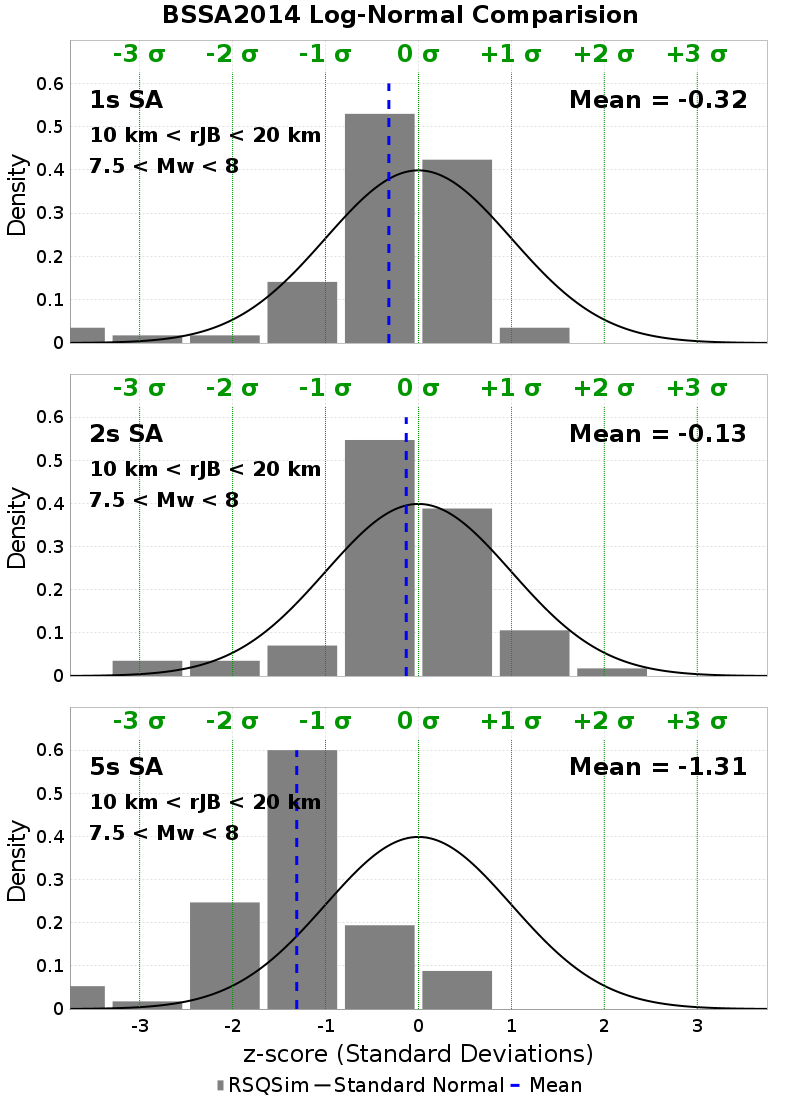 BSSA2014 Log-Normal Comparision
-3 σ -2 σ -1 σ 0 σ +1 σ +2 σ +3 σ
1s SA
Mean = -0.32
10 km < rJB < 20 km
7.5 < Mw < 8
Density
0.6
0.5
0.4
0.3
0.2
0.1
0
-3 σ -2 σ -1 σ 0 σ +1 σ +2 σ +3 σ
2s SA
Mean = -0.13
10 km < rJB < 20 km
7.5 < Mw < 8
Density
0.6
0.5
0.4
0.3
0.2
0.1
0
-3 σ -2 σ -1 σ 0 σ +1 σ +2 σ +3 σ
5s SA
Mean = -1.31
10 km < rJB < 20 km
7.5 < Mw < 8
Density
0.6
0.5
0.4
0.3
0.2
0.1
0
-3 -2 -1 0 1 2 3
z-score (Standard Deviations)
RSQSim Standard Normal Mean